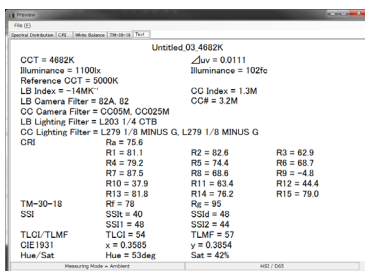 Preview
File (F)
Spectral Distribution CRI White Balance TM-30-18 Text
Untitled_03_4682K
CCT = 4682K ⊿uv = 0.0111
Illuminance = 1100lx Illuminance = 102fc
Reference CCT = 5000K
LB Index = -14MK⁻¹ CC Index = 1.3M
LB Camera Filter = 82A, 82 CC# = 3.2M
CC Camera Filter = CC05M, CC025M
LB Lighting Filter = L203 1/4 CTB
CC Lighting Filter = L279 1/8 MINUS G, L279 1/8 MINUS G
CRI Ra = 75.6
R1 = 81.1 R2 = 82.6 R3 = 62.9
R4 = 79.2 R5 = 74.4 R6 = 68.7
R7 = 87.5 R8 = 68.6 R9 = -4.8
R10 = 37.9 R11 = 63.4 R12 = 44.4
R13 = 81.8 R14 = 76.2 R15 = 79.0
TM-30-18 Rf = 78 Rg = 95
SSI SSIt = 40 SSId = 48
SSI1 = 48 SSI2 = 44
TLCI/TLMF TLCI = 54 TLMF = 57
CIE1931 x = 0.3585 y = 0.3854
Hue/Sat Hue = 53deg Sat = 42%
Measuring Mode = Ambient HSI / D65